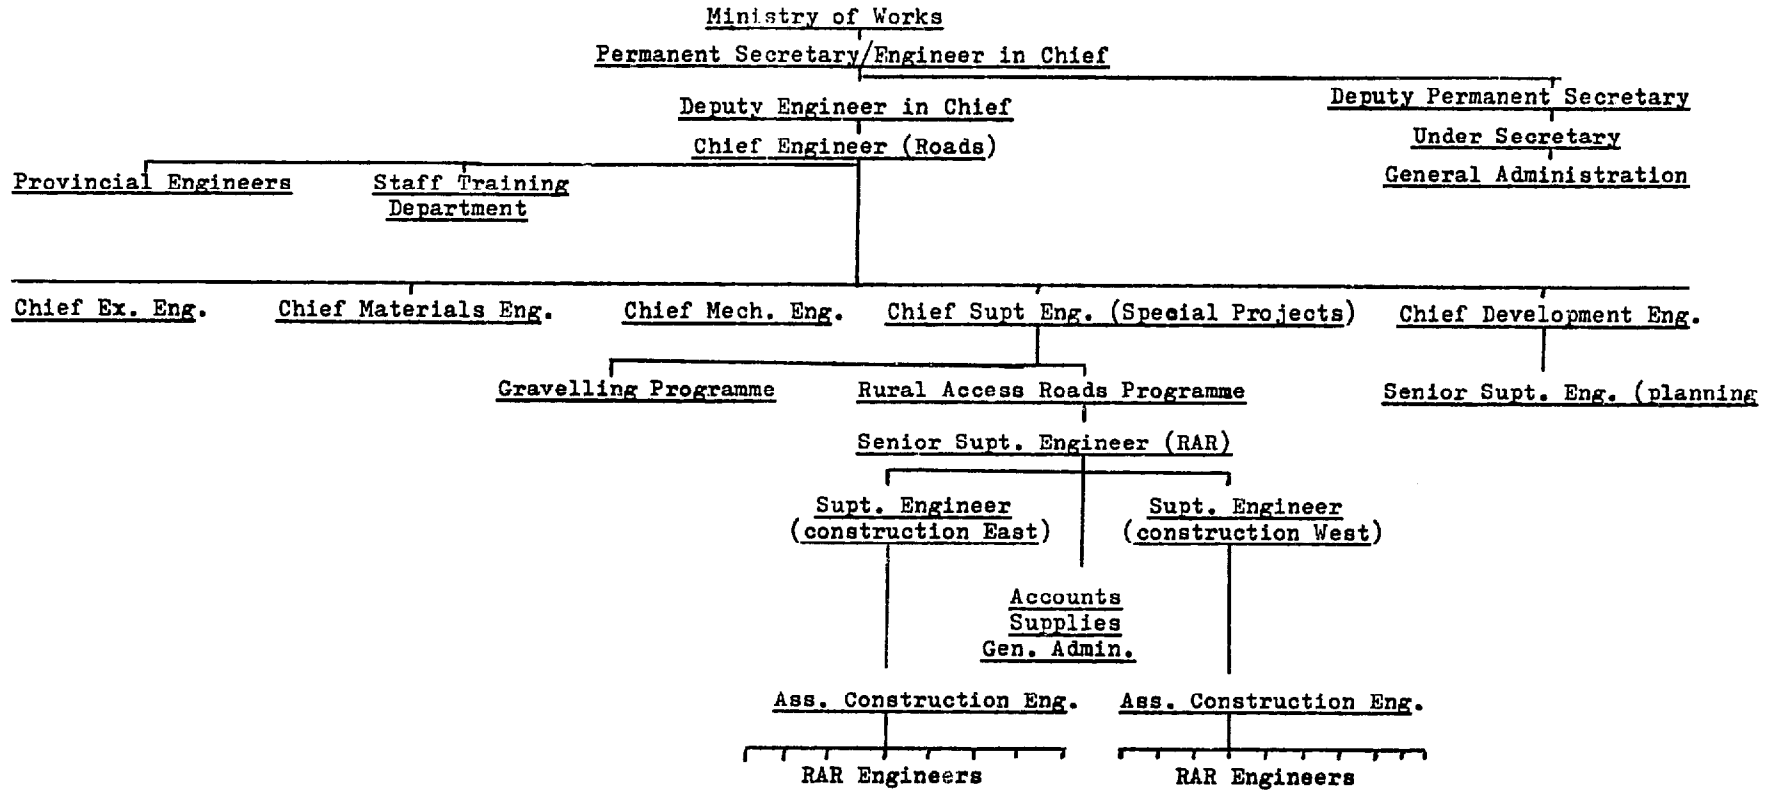 Ministry of Works
Permanent Secretary/Engineer in Chief
Deputy Permanent Secretary
Deputy Engineer in Chief
Under Secretary
Chief Engineer (Roads)
General Administration
Provincial Engineers
Staff Training
Department
Chief Ex. Eng.
Chief Materials Eng.
Chief Mech. Eng.
Chief Supt Eng. (Special Projects)
Chief Development Eng.
Gravelling Programme
Rural Access Roads Programme
Senior Supt. Eng. (planning
Senior Supt. Engineer (RAR)
Supt. Engineer
(construction East)
Supt. Engineer
(construction West)
Accounts
Supplies
Gen. Admin.
Ass. Construction Eng.
Ass. Construction Eng.
RAR Engineers
RAR Engineers